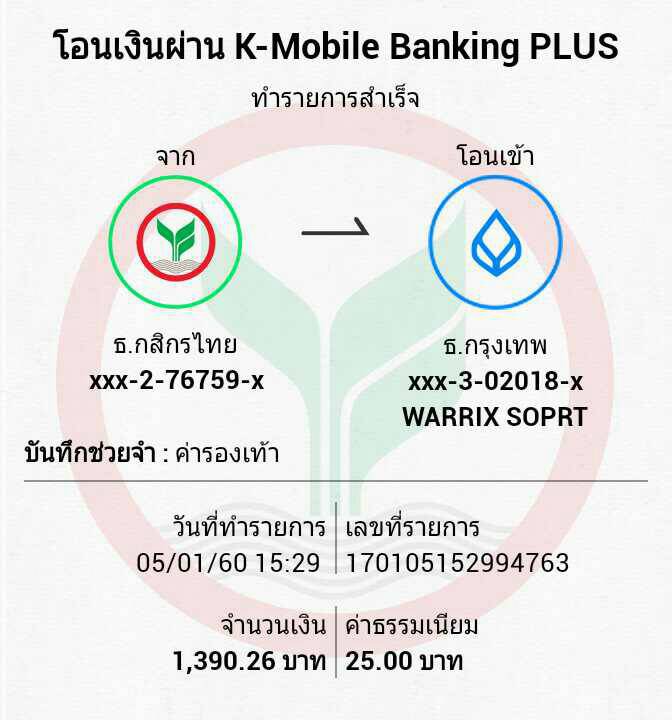 โอนเงินผ่าน K-Mobile Banking PLUS
ทำรายการสำเร็จ
จาก
โอนเข้า
ธ.กสิกรไทย
xxx-2-76759-x
ธ.กรุงเทพ
xxx-3-02018-x
WARRIX SOPRT
บันทึกช่วยจำ : ค่ารองเท้า
วันที่ทำรายการ
05/01/60 15:29
เลขที่รายการ
170105152994763
จำนวนเงิน
1,390.26 บาท
ค่าธรรมเนียม
25.00 บาท